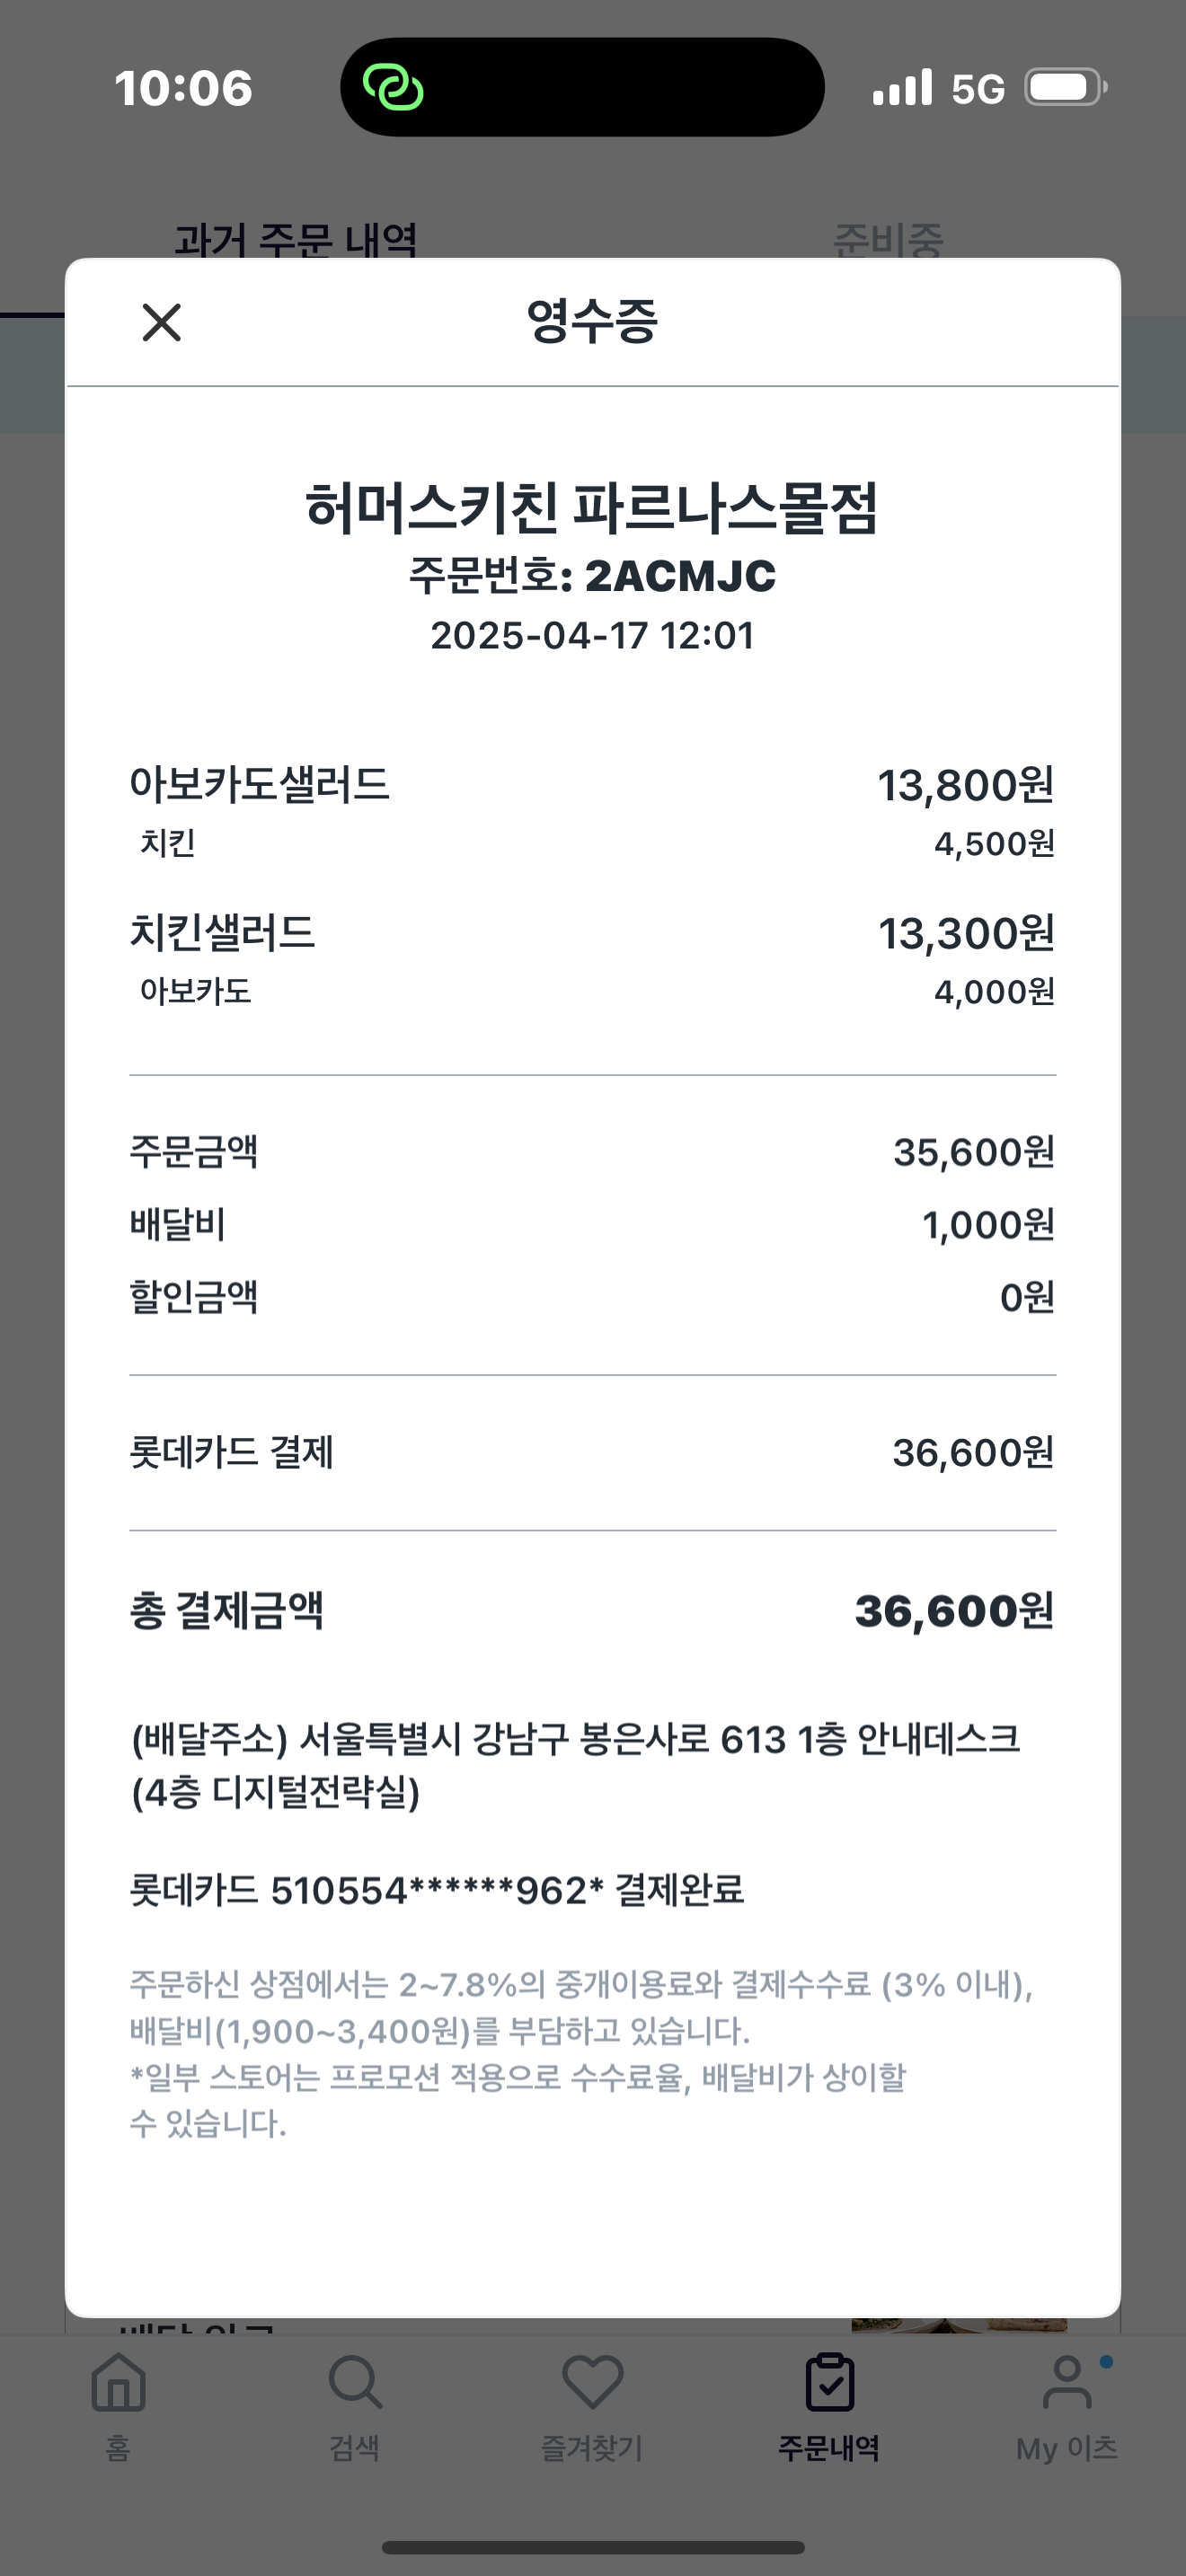 10:06
5G
과거 주문 내역
준비중
영수증
허머스키친 파르나스몰점
주문번호: 2ACMJC
2025-04-17 12:01
아보카도샐러드 13,800원
치킨 4,500원
치킨샐러드 13,300원
아보카도 4,000원
주문금액 35,600원
배달비 1,000원
할인금액 0원
롯데카드 결제 36,600원
총 결제금액 36,600원
(배달주소) 서울특별시 강남구 봉은사로 613 1층 안내데스크
(4층 디지털전략실)
롯데카드 510554******962* 결제완료
주문하신 상점에서는 2~7.8%의 중개이용료와 결제수수료 (3% 이내),
배달비(1,900~3,400원)를 부담하고 있습니다.
*일부 스토어는 프로모션 적용으로 수수료율, 배달비가 상이할
수 있습니다.
홈
검색
즐겨찾기
주문내역
My 이츠